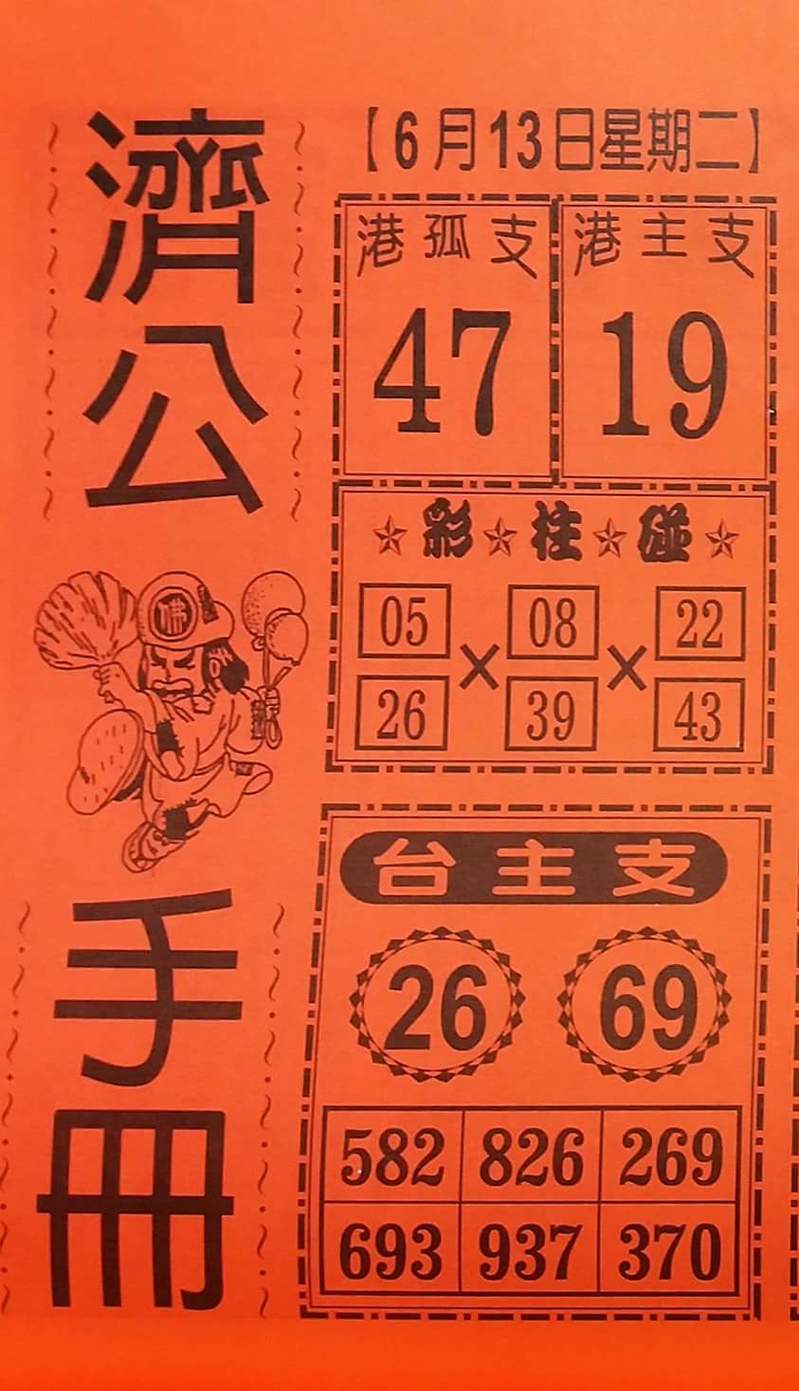 濟公手冊
佛
【6月13日星期二】
港孤支 港主支
47 19
☆彩☆柱☆碰☆
05 08 22
× ×
26 39 43
台主支
26 69
582 826 269
693 937 370